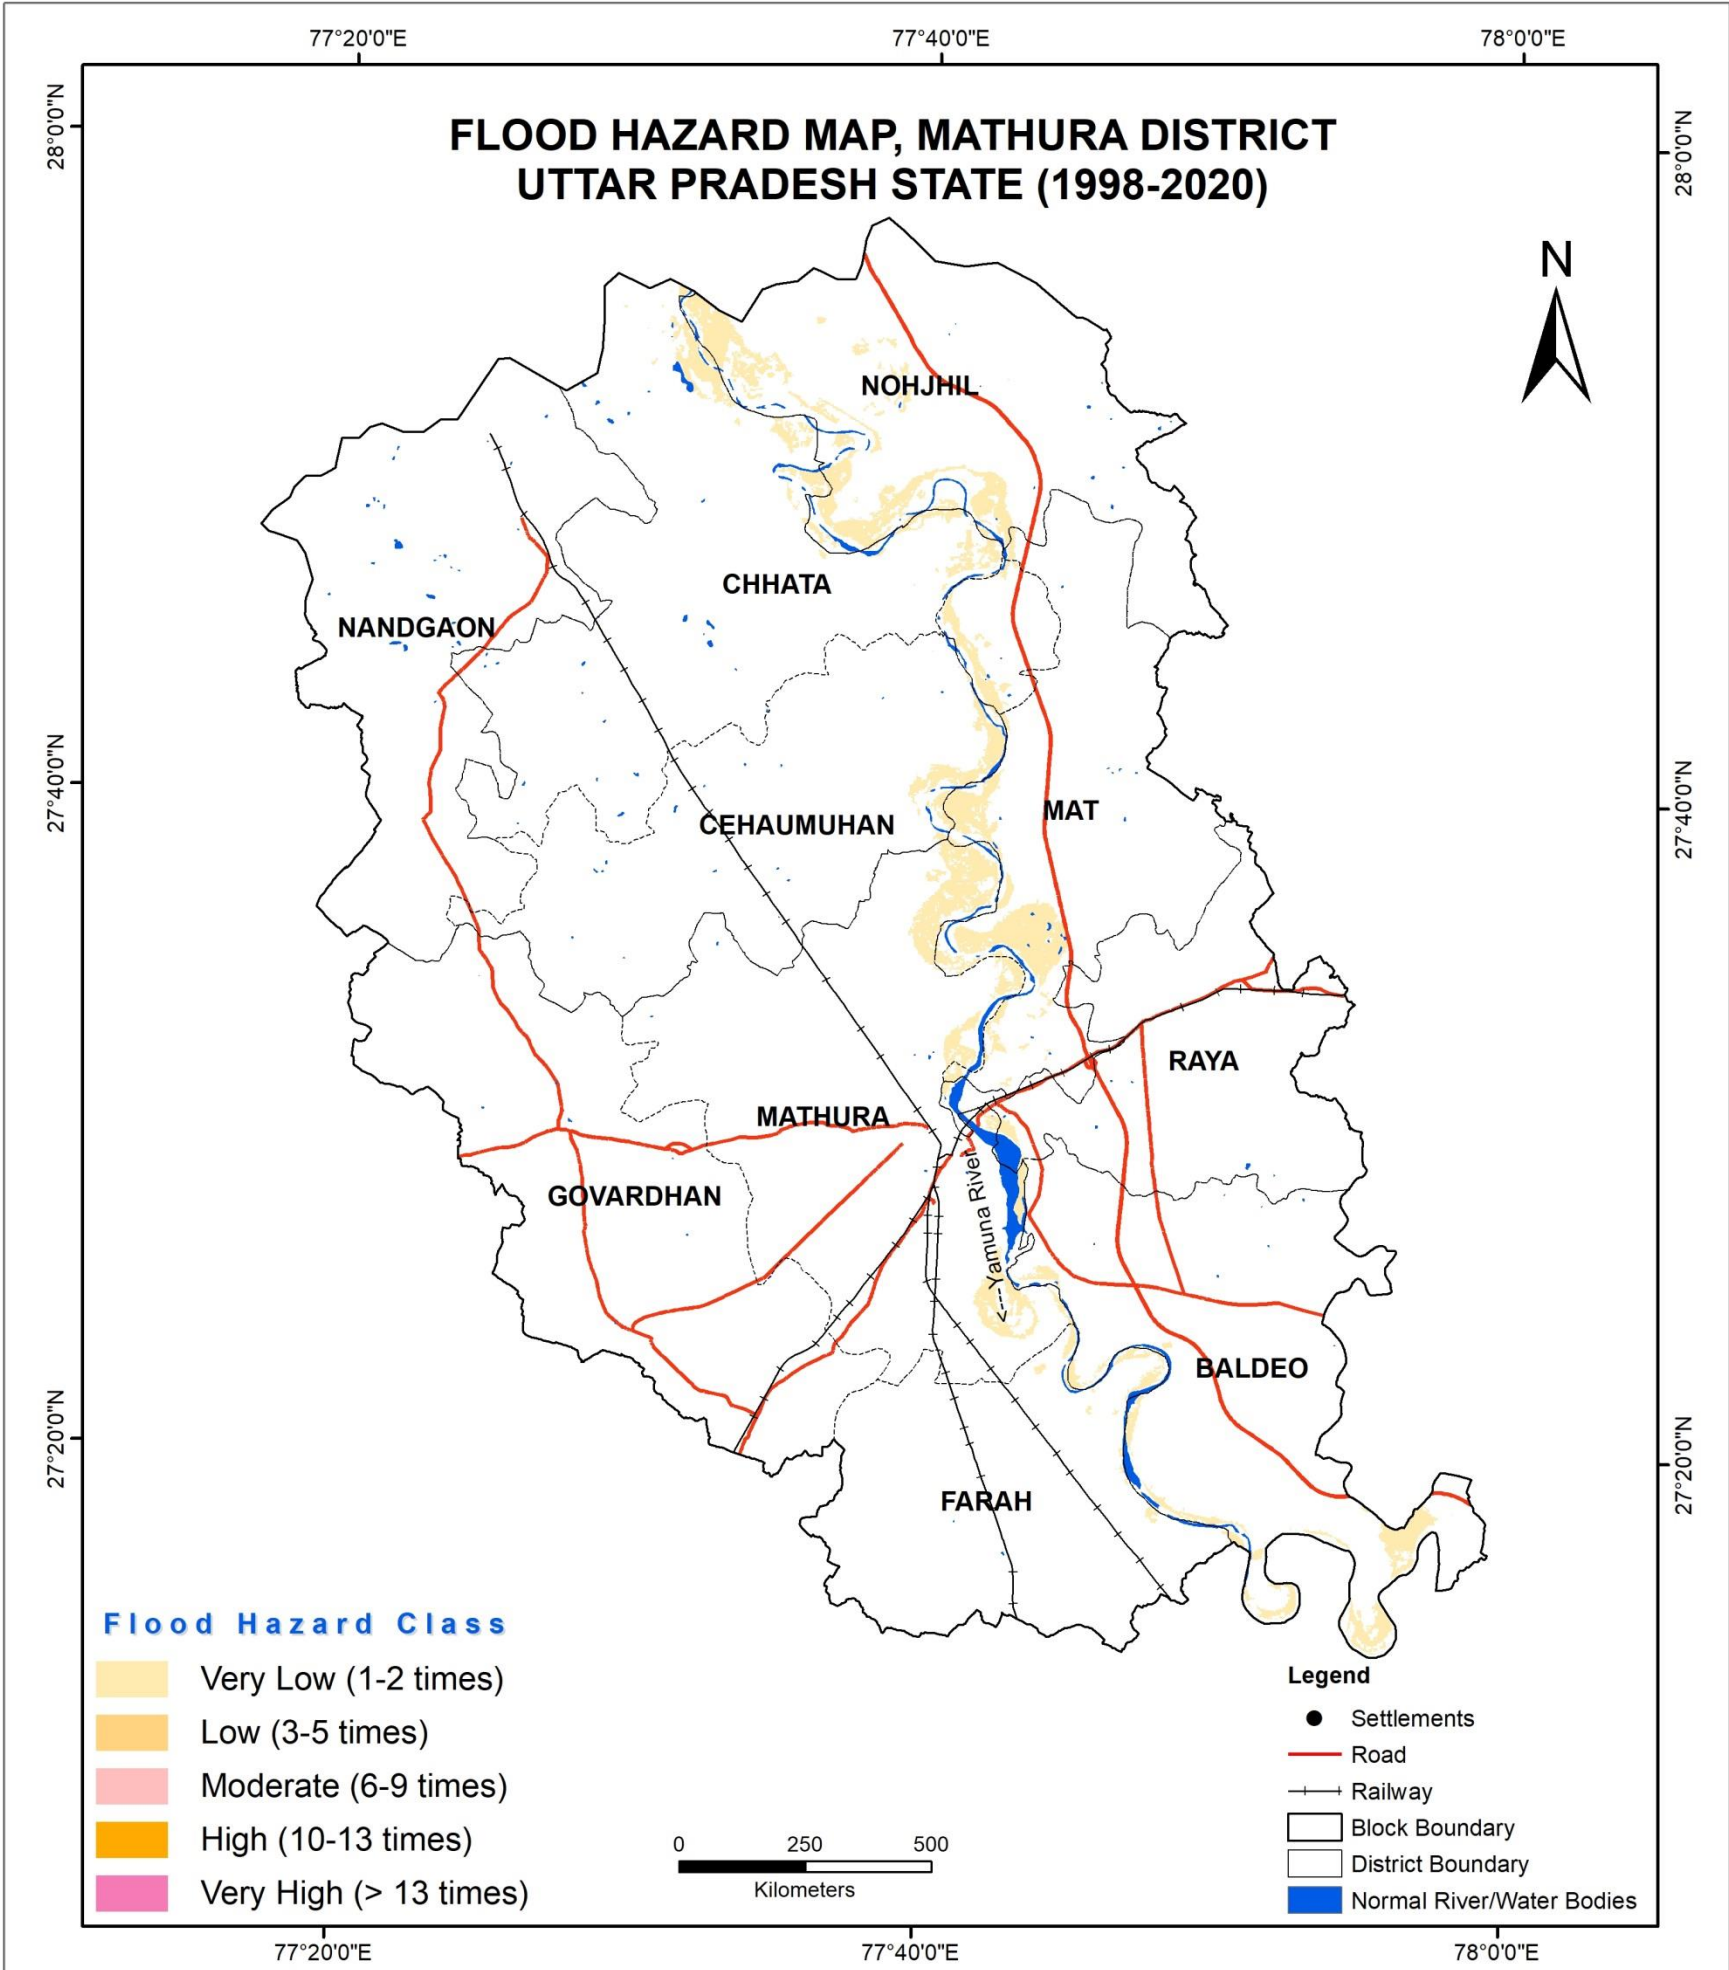 77°20'0"E
77°40'0"E
78°0'0"E
28°0'0"N
28°0'0"N
FLOOD HAZARD MAP, MATHURA DISTRICT
UTTAR PRADESH STATE (1998-2020)
N
NOHJHIL
CHHATA
NANDGAON
27°40'0"N
27°40'0"N
MAT
CEHAUMUHAN
RAYA
MATHURA
GOVARDHAN
Yamuna River
BALDEO
27°20'0"N
27°20'0"N
FARAH
Flood Hazard Class
Very Low (1-2 times)
Low (3-5 times)
Moderate (6-9 times)
High (10-13 times)
Very High (> 13 times)
0 250 500
Kilometers
Legend
Settlements
Road
Railway
Block Boundary
District Boundary
Normal River/Water Bodies
77°20'0"E
77°40'0"E
78°0'0"E